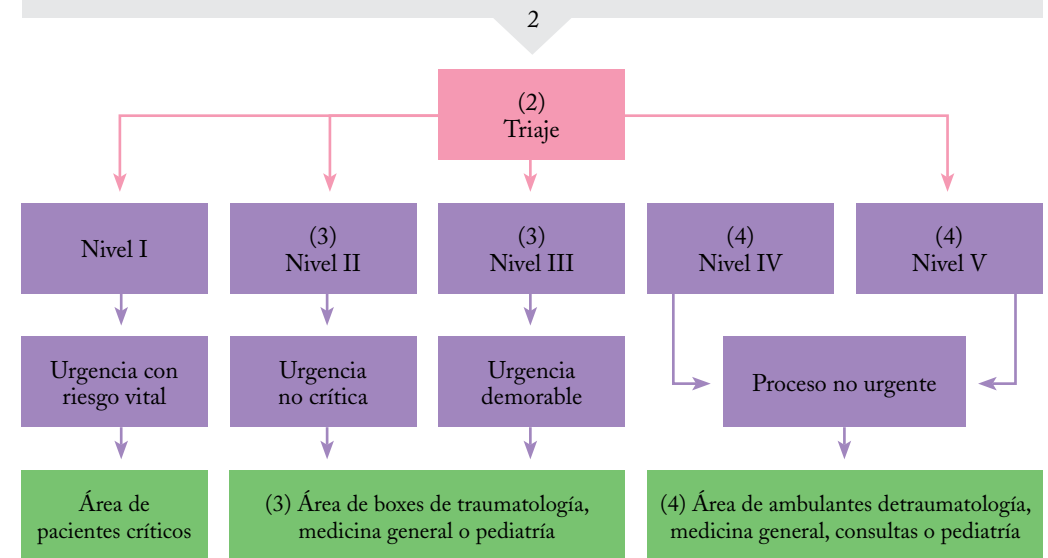 2
(2)
Triaje
Nivel I
(3)
Nivel II
(3)
Nivel III
(4)
Nivel IV
(4)
Nivel V
Urgencia con
riesgo vital
Urgencia
no crítica
Urgencia
demorable
Proceso no urgente
Área de
pacientes críticos
(3) Área de boxes de traumatología,
medicina general o pediatría
(4) Área de ambulantes detraumatología,
medicina general, consultas o pediatría